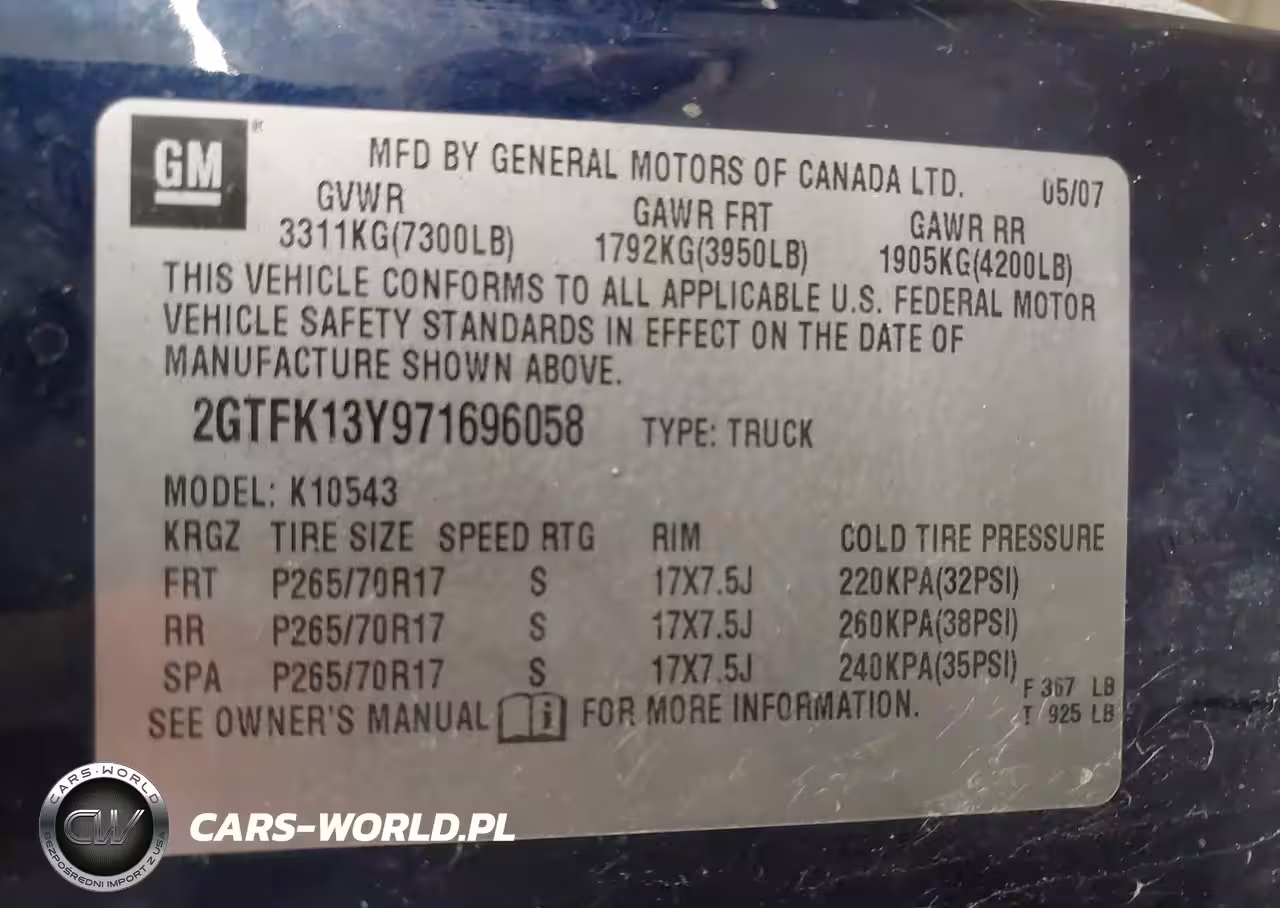 GM ®
MFD BY GENERAL MOTORS OF CANADA LTD. 05/07
GVWR GAWR FRT GAWR RR
3311KG(7300LB) 1792KG(3950LB) 1905KG(4200LB)
THIS VEHICLE CONFORMS TO ALL APPLICABLE U.S. FEDERAL MOTOR
VEHICLE SAFETY STANDARDS IN EFFECT ON THE DATE OF
MANUFACTURE SHOWN ABOVE.
2GTFK13Y971696058 TYPE: TRUCK
MODEL: K10543
KRGZ TIRE SIZE SPEED RTG RIM COLD TIRE PRESSURE
FRT P265/70R17 S 17X7.5J 220KPA(32PSI)
RR P265/70R17 S 17X7.5J 260KPA(38PSI)
SPA P265/70R17 S 17X7.5J 240KPA(35PSI)
F 367 LB
T 925 LB
SEE OWNER'S MANUAL i FOR MORE INFORMATION.
CARS-WORLD
CW
BEZPOŚREDNI IMPORT Z USA
CARS-WORLD.PL